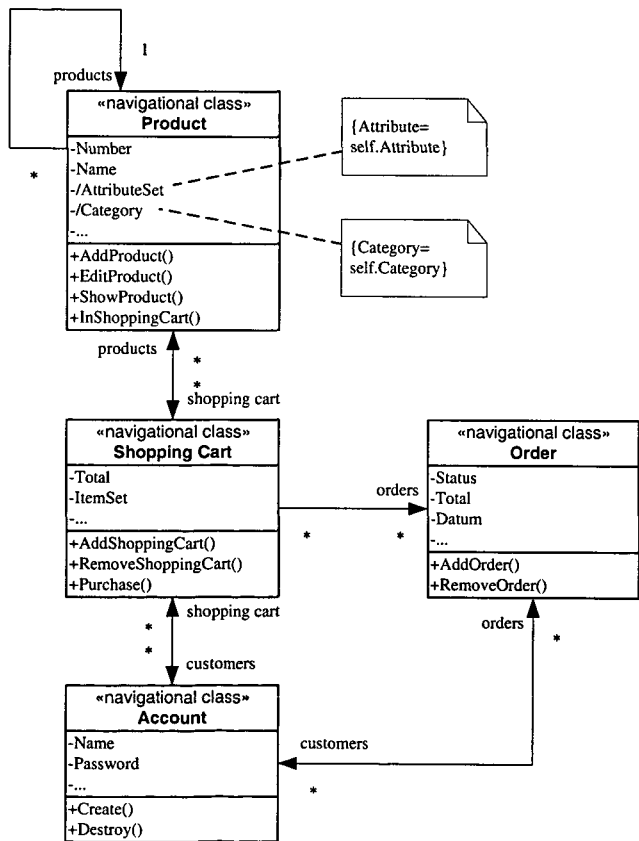 1
products
«navigational class»
Product
-Number
-Name
-/AttributeSet
-/Category
-...
+AddProduct()
+EditProduct()
+ShowProduct()
+InShoppingCart()
*
{Attribute=
self.Attribute}
{Category=
self.Category}
products
*
*
shopping cart
«navigational class»
Shopping Cart
-Total
-ItemSet
-...
+AddShoppingCart()
+RemoveShoppingCart()
+Purchase()
orders
*
*
«navigational class»
Order
-Status
-Total
-Datum
-...
+AddOrder()
+RemoveOrder()
shopping cart
*
*
customers
orders
*
«navigational class»
Account
-Name
-Password
-...
+Create()
+Destroy()
customers
*